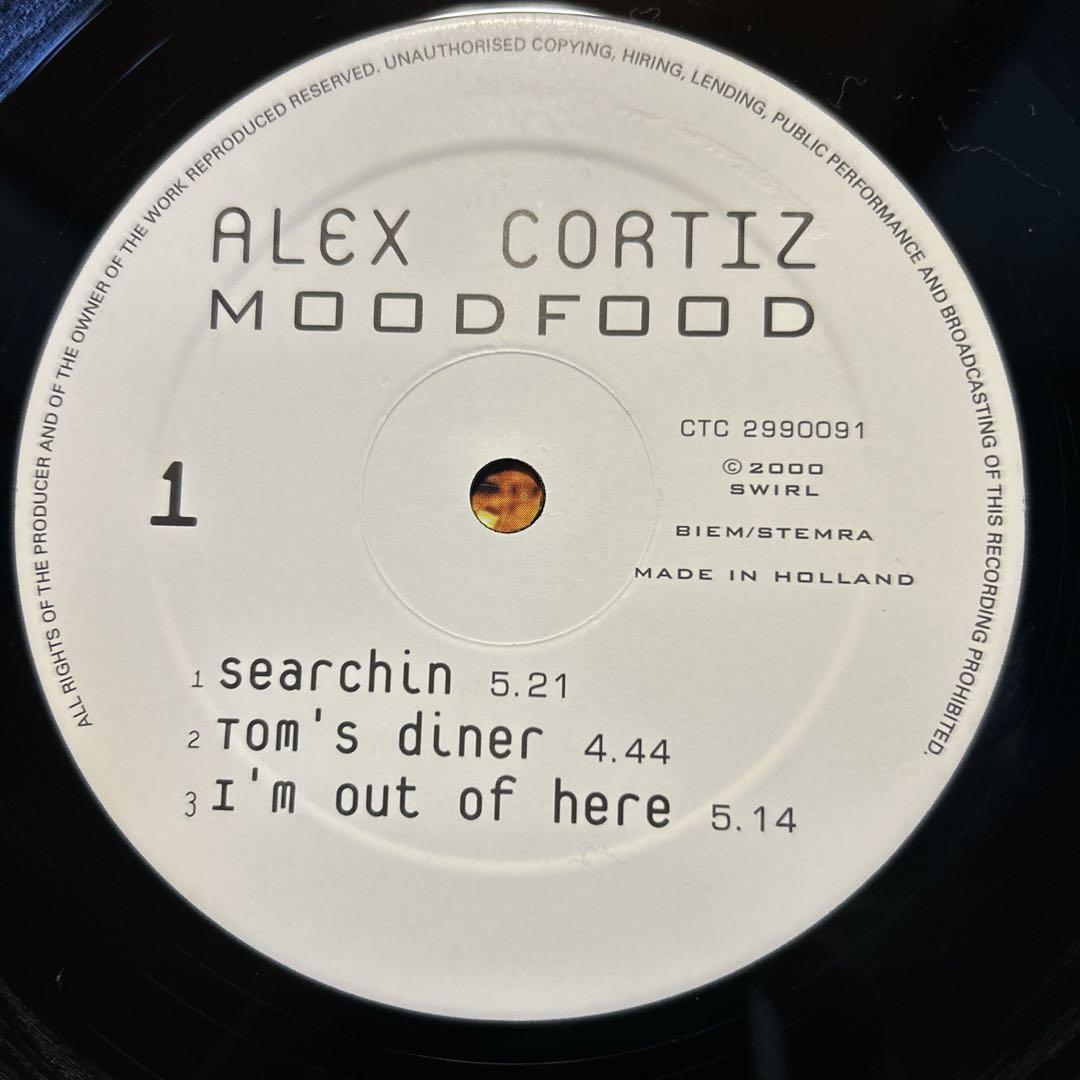 ALL RIGHTS OF THE PRODUCER AND OF THE OWNER OF THE WORK REPRODUCED RESERVED. UNAUTHORISED COPYING, HIRING, LENDING, PUBLIC PERFORMANCE AND BROADCASTING OF THIS RECORDING PROHIBITED.
ALEX CORTIZ
MOODFOOD
CTC 2990091
© 2000
SWIRL
1
BIEM/STEMRA
MADE IN HOLLAND
1 searchin 5.21
2 Tom's diner 4.44
3 I'm out of here 5.14